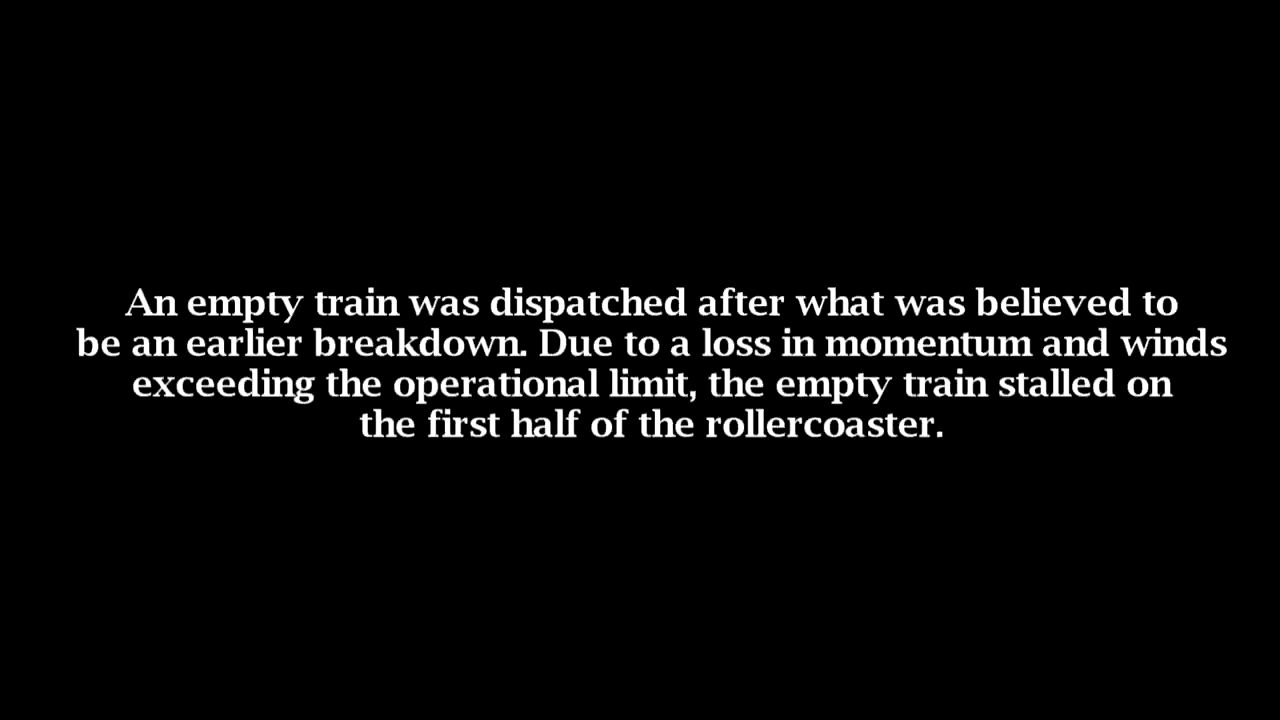 An empty train was dispatched after what was believed to
be an earlier breakdown. Due to a loss in momentum and winds
exceeding the operational limit, the empty train stalled on
the first half of the rollercoaster.